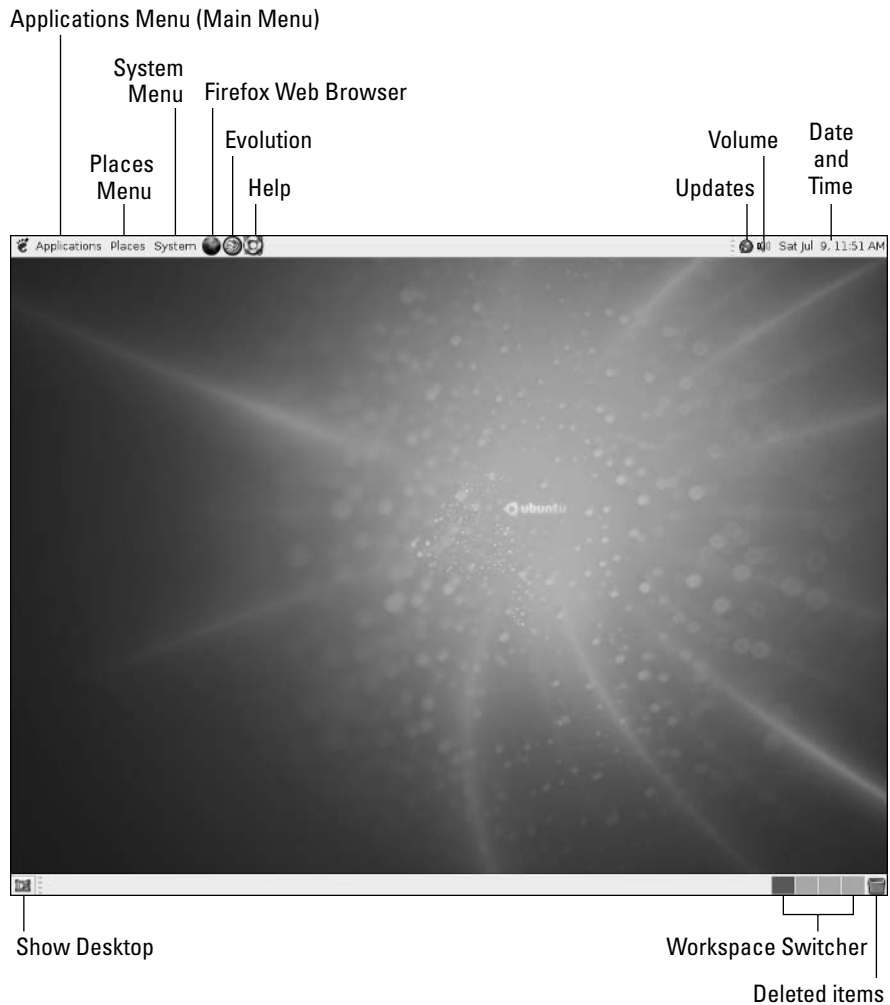 Applications Menu (Main Menu)
System
Menu
Firefox Web Browser
Evolution
Places
Menu
Help
Volume
Updates
Date
and
Time
Applications Places System
Sat Jul 9, 11:51 AM
ubuntu
Show Desktop
Workspace Switcher
Deleted items